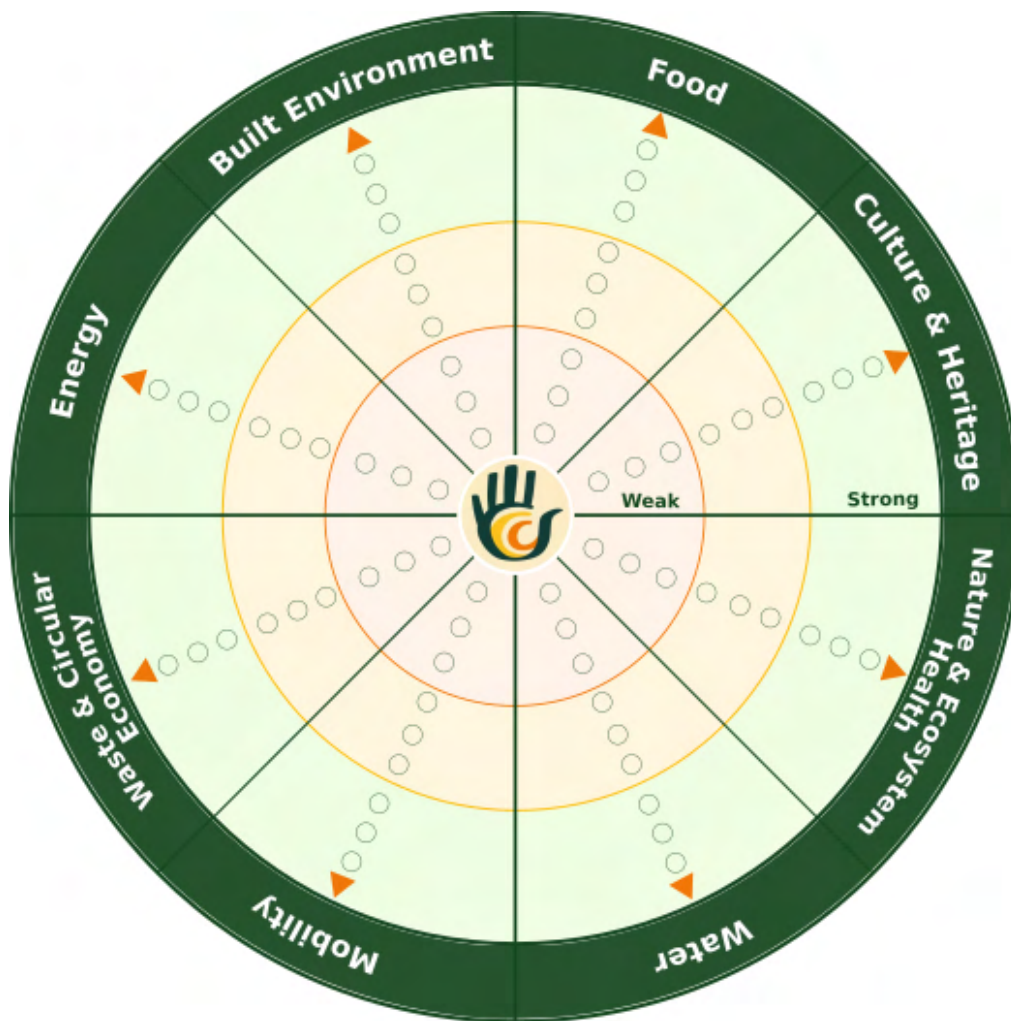 Built Environment
Food
Culture & Heritage
Energy
Weak
Strong
Waste & Circular
Economy
Nature & Ecosystem
Health
Mobility
Water